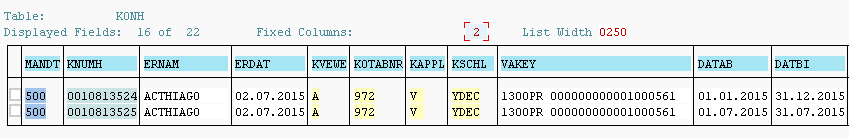 Table: KONH
Displayed Fields: 16 of 22 Fixed Columns: 2 List Width 0250
MANDT KNUMH ERNAM ERDAT KVEWE KOTABNR KAPPL KSCHL VAKEY DATAB DATBI
500 0010813524 ACTHIAGO 02.07.2015 A 972 V YDEC 1300PR 000000000001000561 01.01.2015 31.12.2015
500 0010813525 ACTHIAGO 02.07.2015 A 972 V YDEC 1300PR 000000000001000561 01.07.2015 31.07.2015